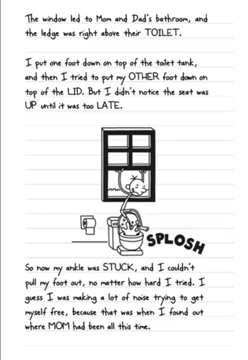 The window led to Mom and Dad's bathroom, and
the ledge was right above their TOILET.
I put one foot down on top of the toilet tank,
and then I tried to put my OTHER foot down on
top of the LID. But I didn't notice the seat was
UP until it was too LATE.
SPLOSH
So now my ankle was STUCK, and I couldn't
pull my foot out, no matter how hard I tried. I
guess I was making a lot of noise trying to get
myself free, because that was when I found out
where MOM had been all this time.